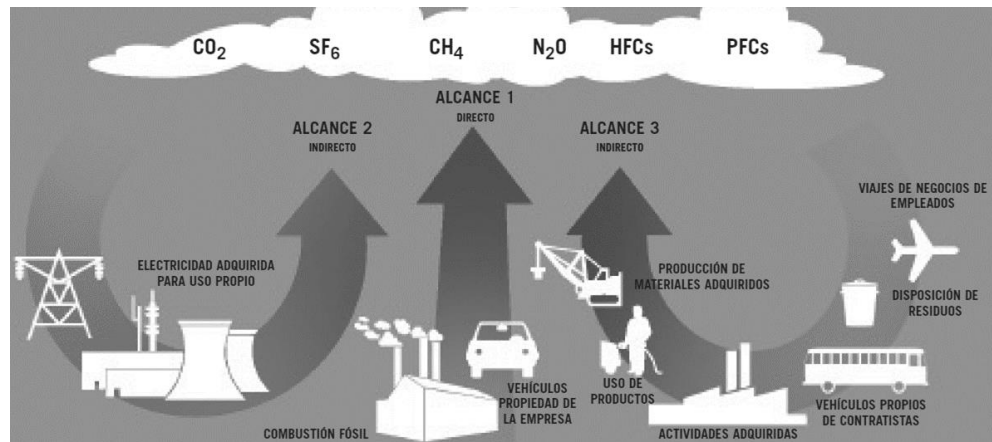 CO₂ SF₆ CH₄ N₂O HFCs PFCs
ALCANCE 1
DIRECTO
ALCANCE 2
INDIRECTO
ALCANCE 3
INDIRECTO
ELECTRICIDAD ADQUIRIDA
PARA USO PROPIO
COMBUSTIÓN FÓSIL
VEHÍCULOS
PROPIEDAD DE
LA EMPRESA
PRODUCCIÓN DE
MATERIALES ADQUIRIDOS
USO DE
PRODUCTOS
ACTIVIDADES ADQUIRIDAS
VIAJES DE NEGOCIOS DE
EMPLEADOS
DISPOSICIÓN DE
RESIDUOS
VEHÍCULOS PROPIOS
DE CONTRATISTAS